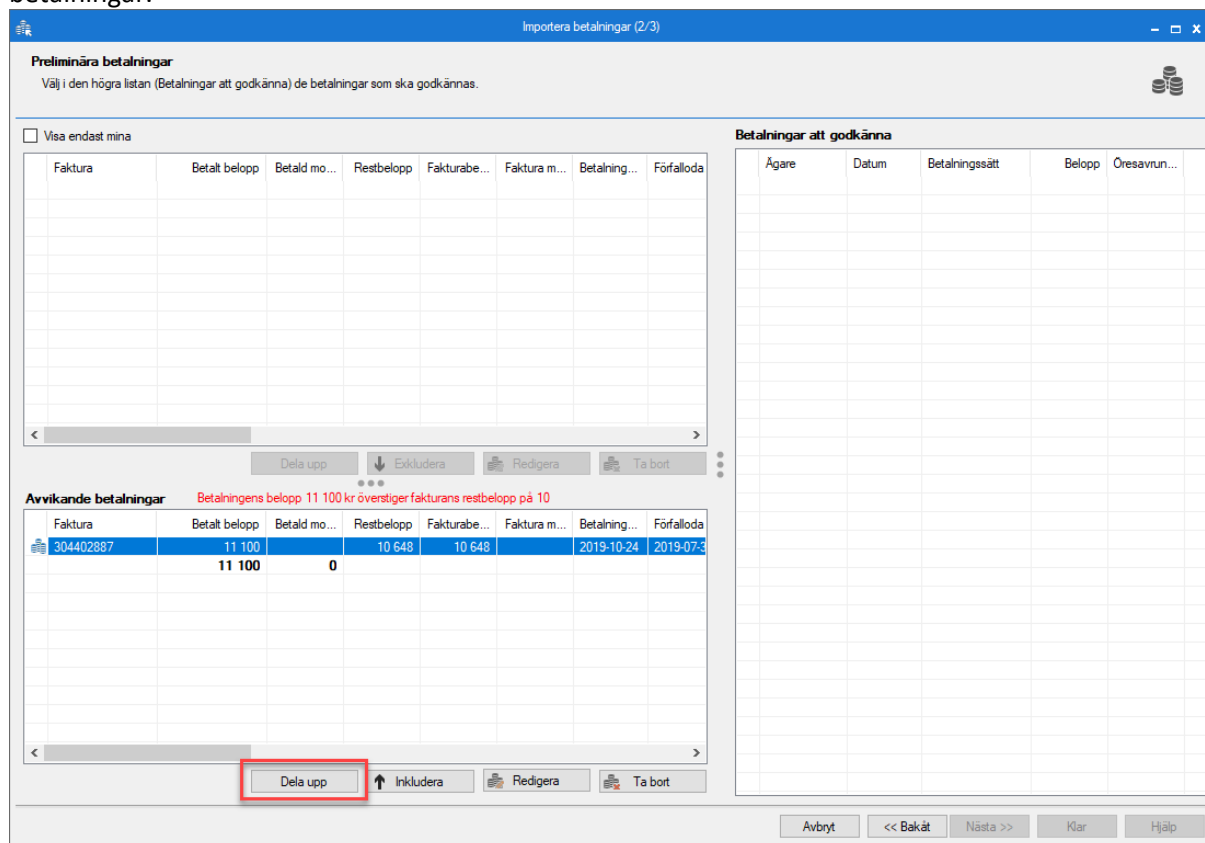 Importera betalningar (2/3)
Preliminära betalningar
Välj i den högra listan (Betalningar att godkänna) de betalningar som ska godkännas.
Visa endast mina
Faktura Betalt belopp Betald mo... Restbelopp Fakturabe... Faktura m... Betalning... Förfalloda
Dela upp Exkludera Redigera Ta bort
Avvikande betalningar Betalningens belopp 11 100 kr överstiger fakturans restbelopp på 10
Faktura Betalt belopp Betald mo... Restbelopp Fakturabe... Faktura m... Betalning... Förfalloda
304402887 11 100 10 648 10 648 2019-10-24 2019-07-3
11 100 0
Dela upp Inkludera Redigera Ta bort
Betalningar att godkänna
Ägare Datum Betalningssätt Belopp Öresavrun...
Avbryt << Bakåt Nästa >> Klar Hjälp